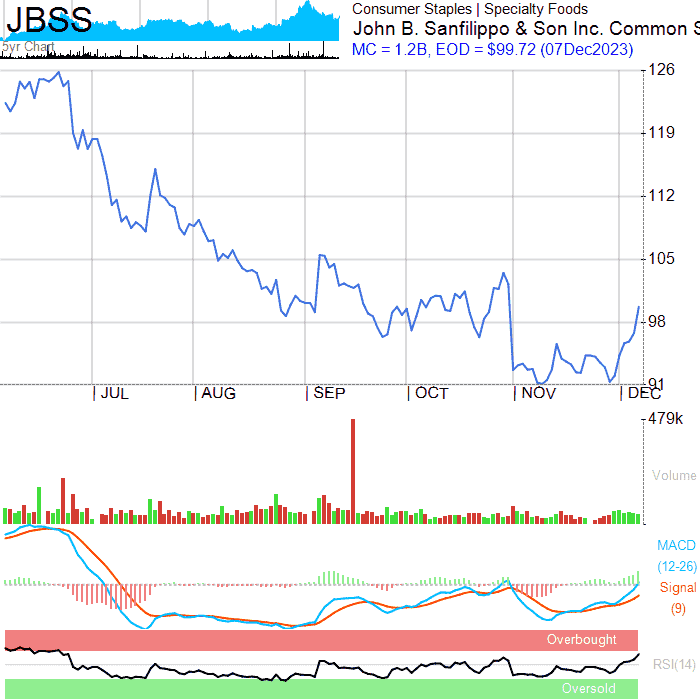 JBSS
5yr Chart
Consumer Staples | Specialty Foods
John B. Sanfilippo & Son Inc. Common S
MC = 1.2B, EOD = $99.72 (07Dec2023)
126
119
112
105
98
91
JUL AUG SEP OCT NOV DEC
479k
Volume
MACD
(12-26)
Signal
(9)
Overbought
RSI(14)
Oversold